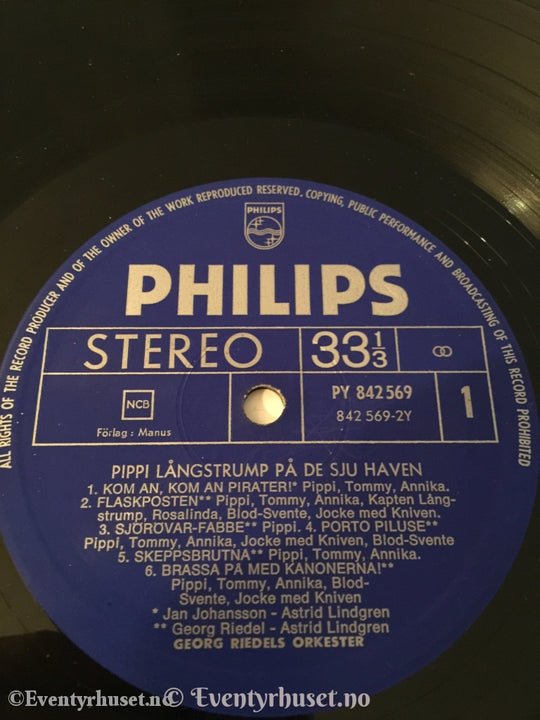 ALL RIGHTS OF THE RECORD PRODUCER AND OF THE OWNER OF THE WORK REPRODUCED RESERVED. COPYING, PUBLIC PERFORMANCE AND BROADCASTING OF THIS RECORD PROHIBITED
PHILIPS
PHILIPS
STEREO 33 1/3
NCB PY 842 569 1
Förlag : Manus 842 569-2Y
PIPPI LÅNGSTRUMP PÅ DE SJU HAVEN
1. KOM AN, KOM AN PIRATER!* Pippi, Tommy, Annika.
2. FLASKPOSTEN** Pippi, Tommy, Annika, Kapten Lång-
strump, Rosalinda, Blod-Svente, Jocke med Kniven.
3. SJÖRÖVAR-FABBE** Pippi. 4. PORTO PILUSE**
Pippi, Tommy, Annika, Jocke med Kniven, Blod-Svente
5. SKEPPSBRUTNA** Pippi, Tommy, Annika.
6. BRASSA PÅ MED KANONERNA!**
Pippi, Tommy, Annika, Blod-
Svente, Jocke med Kniven
* Jan Johansson - Astrid Lindgren
** Georg Riedel - Astrid Lindgren
GEORG RIEDELS ORKESTER
©Eventyrhuset.no © Eventyrhuset.no